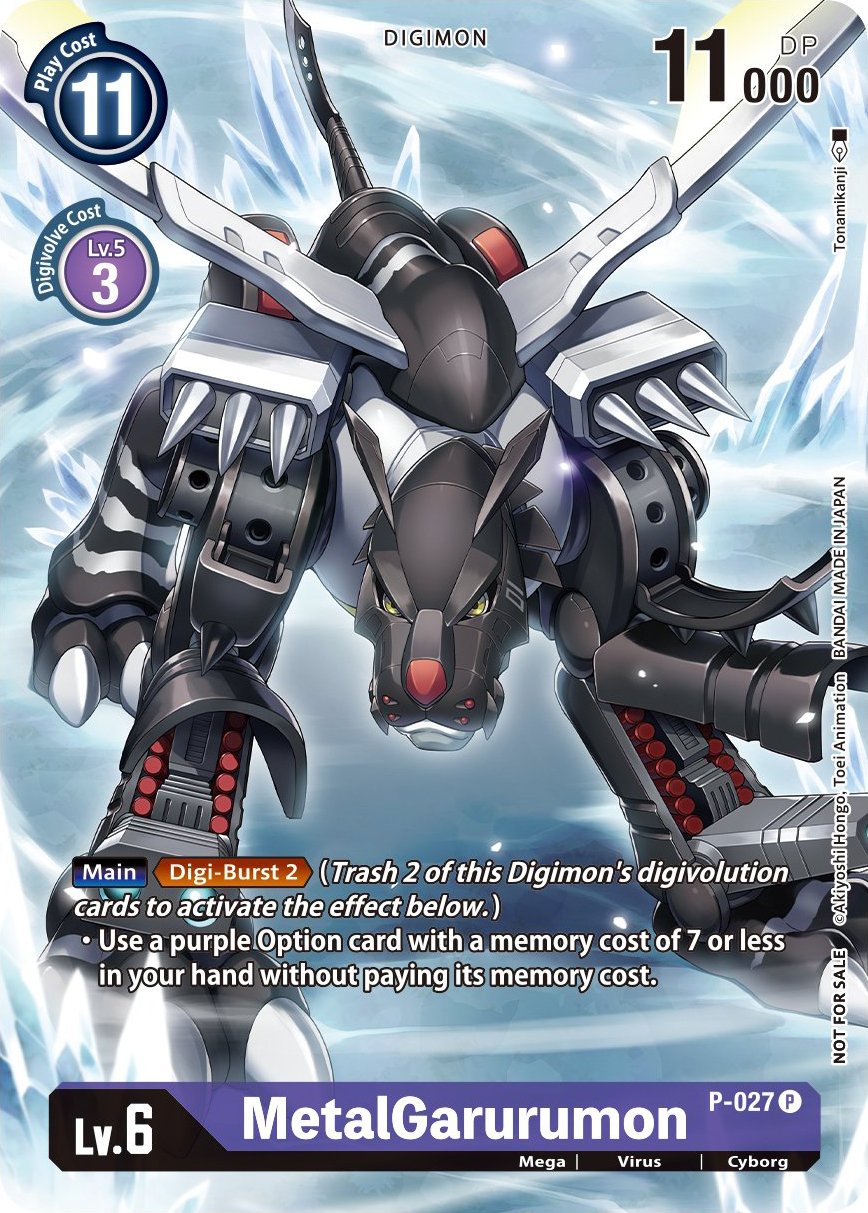 DIGIMON
Play Cost
11
11000
DP
Digivolve Cost
Lv.5
3
Tonamikanji
Main Digi-Burst 2 (Trash 2 of this Digimon's digivolution
cards to activate the effect below.)
・Use a purple Option card with a memory cost of 7 or less
in your hand without paying its memory cost.
NOT FOR SALE ©Akiyoshi Hongo, Toei Animation BANDAI MADE IN JAPAN
01
Lv.6
MetalGarurumon
P-027 P
Mega | Virus | Cyborg